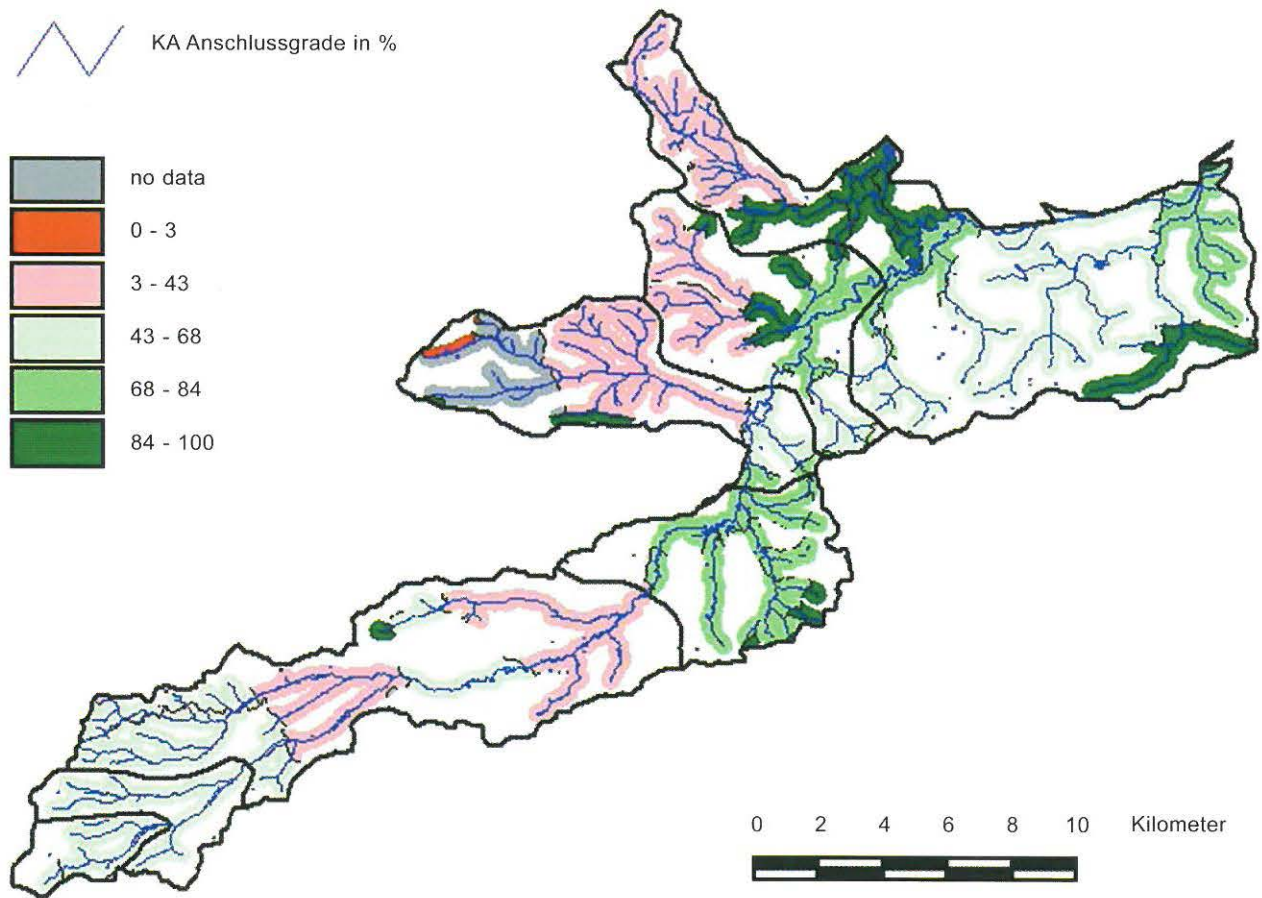 KA Anschlussgrade in %
no data
0 - 3
3 - 43
43 - 68
68 - 84
84 - 100
0 2 4 6 8 10 Kilometer